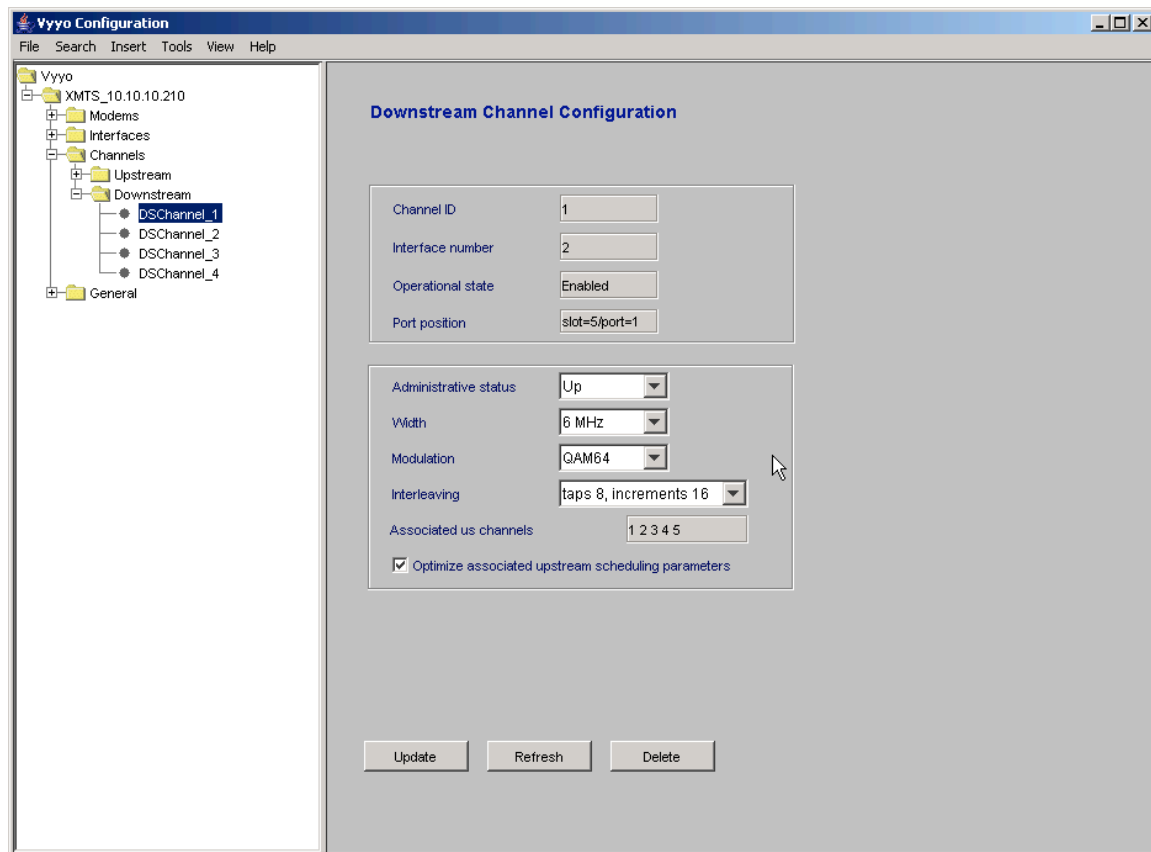 Vyyo Configuration
File Search Insert Tools View Help
Vyyo
XMTS_10.10.10.210
Modems
Interfaces
Channels
Upstream
Downstream
DSChannel_1
DSChannel_2
DSChannel_3
DSChannel_4
General
Downstream Channel Configuration
Channel ID 1
Interface number 2
Operational state Enabled
Port position slot=5/port=1
Administrative status Up
Width 6 MHz
Modulation QAM64
Interleaving taps 8, increments 16
Associated us channels 1 2 3 4 5
Optimize associated upstream scheduling parameters
Update Refresh Delete